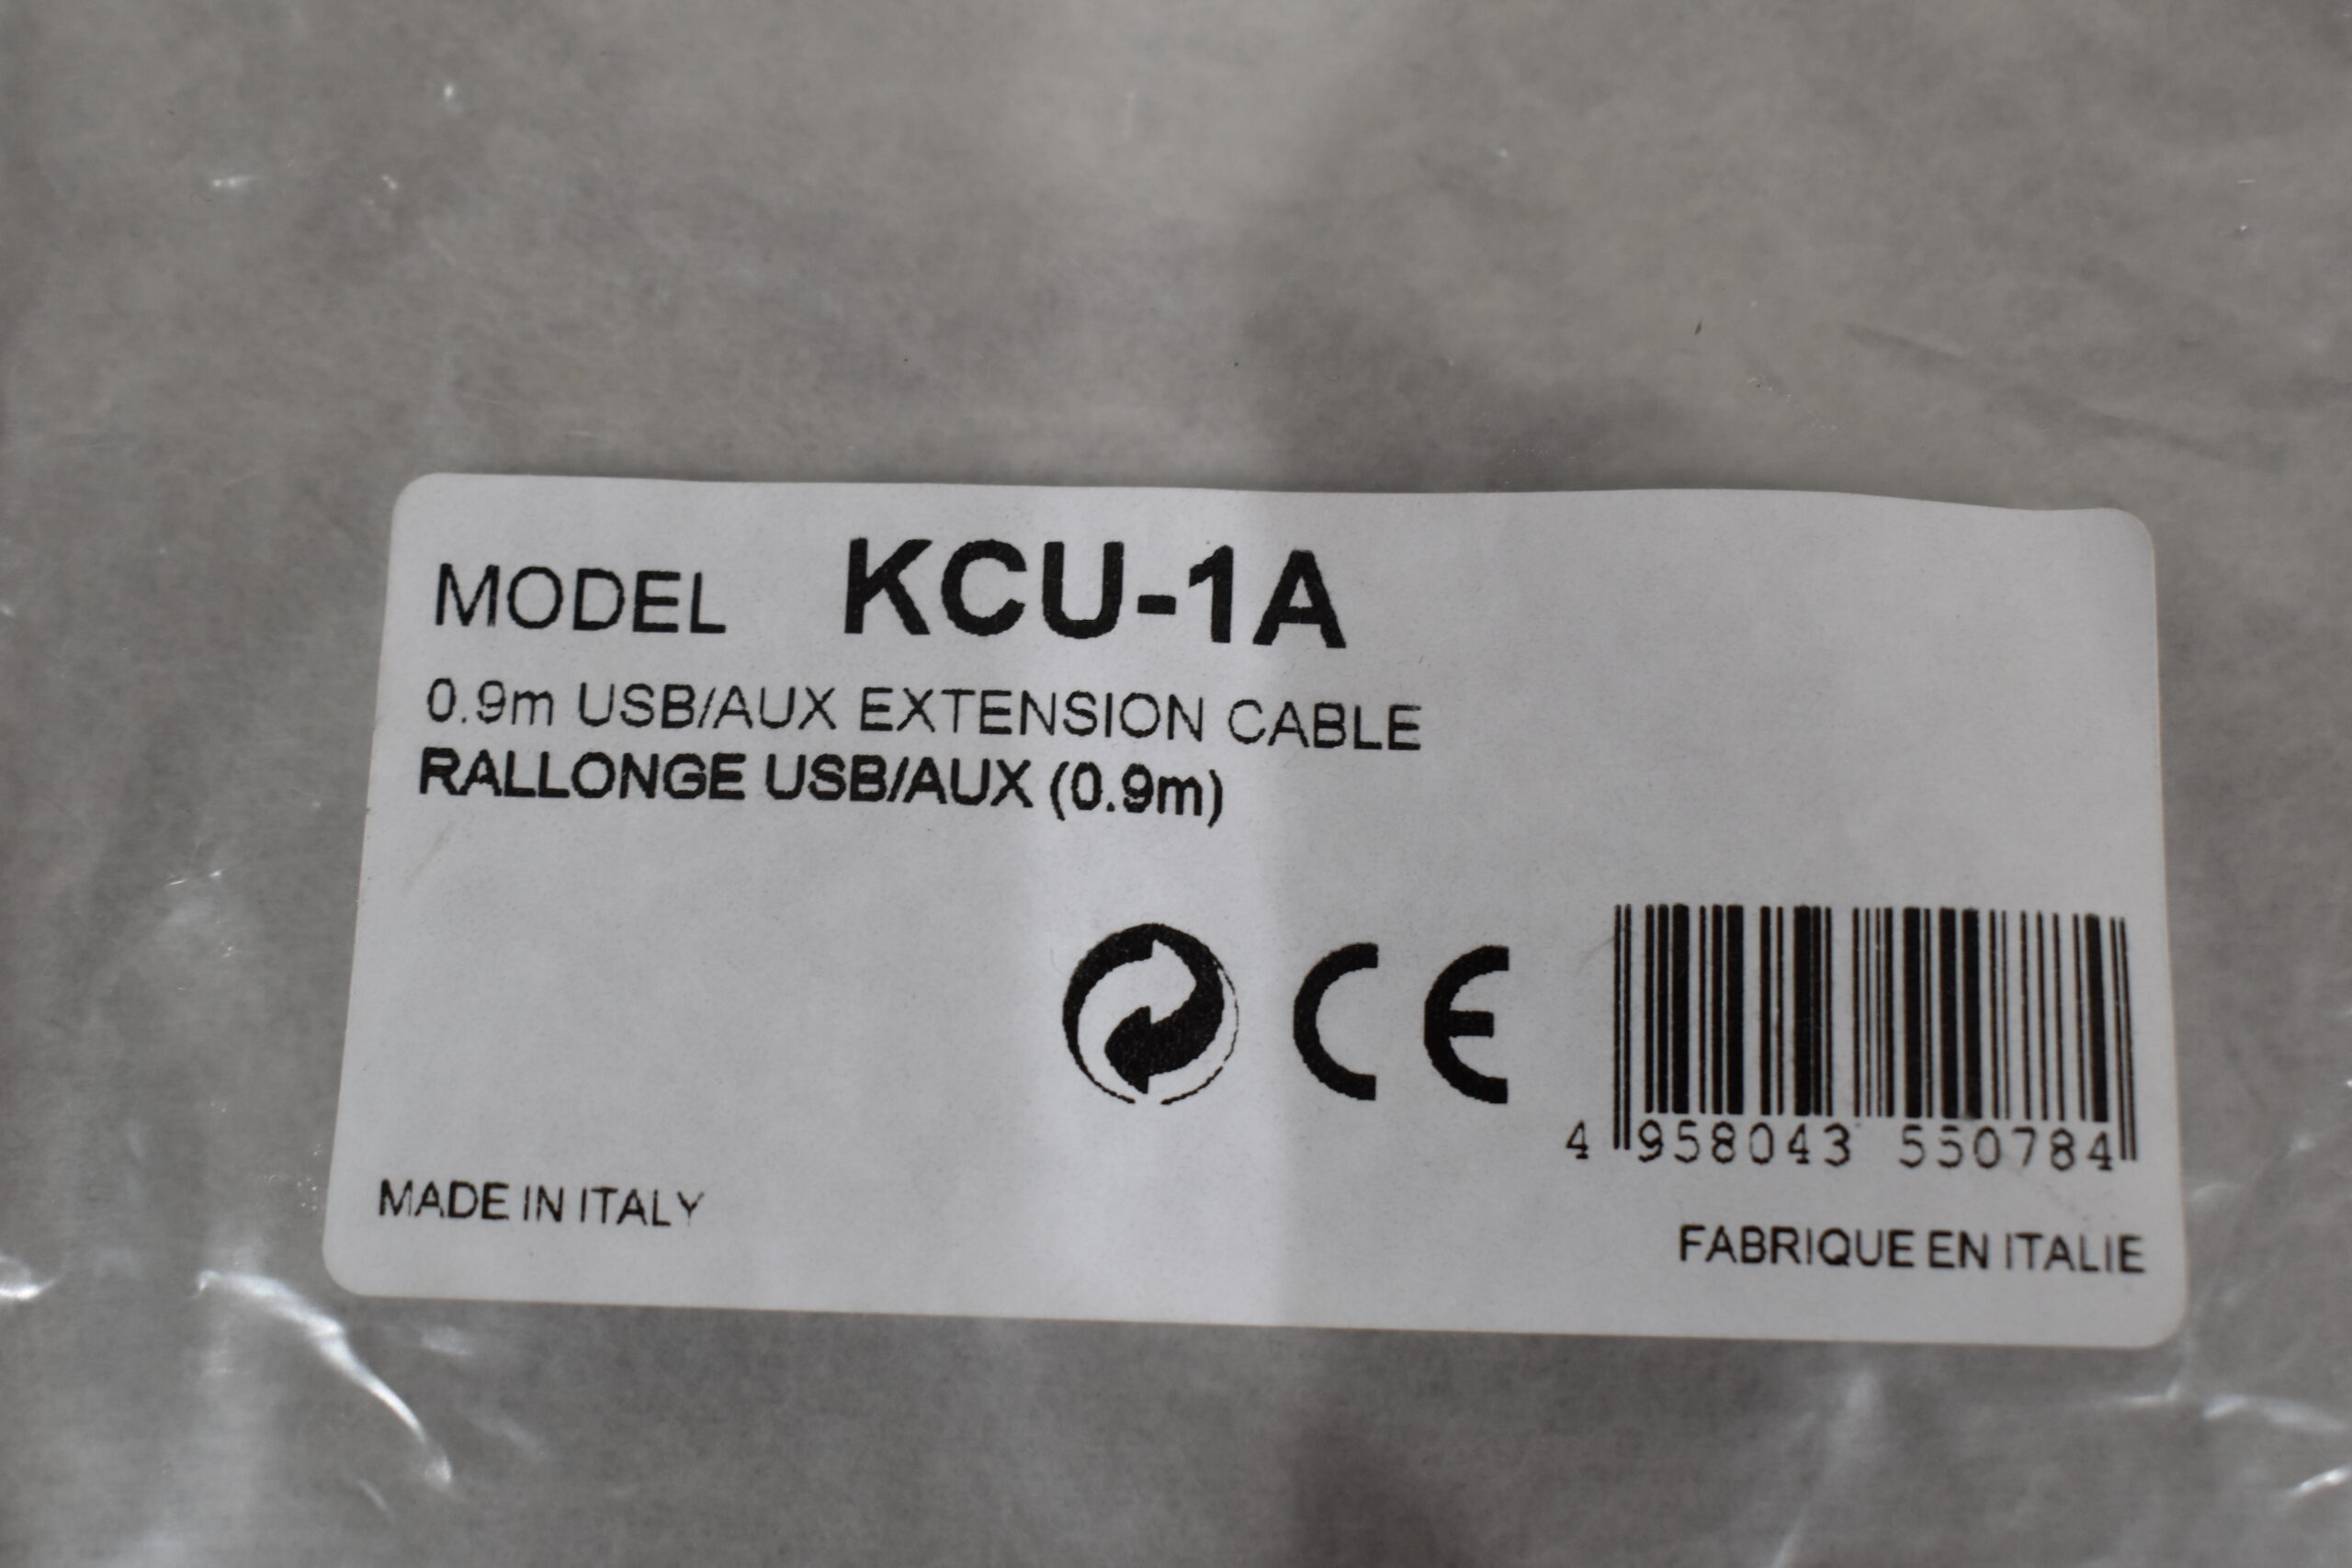 MODEL KCU-1A
0.9m USB/AUX EXTENSION CABLE
RALLONGE USB/AUX (0.9m)
CE
4 958043 550784
MADE IN ITALY
FABRIQUE EN ITALIE